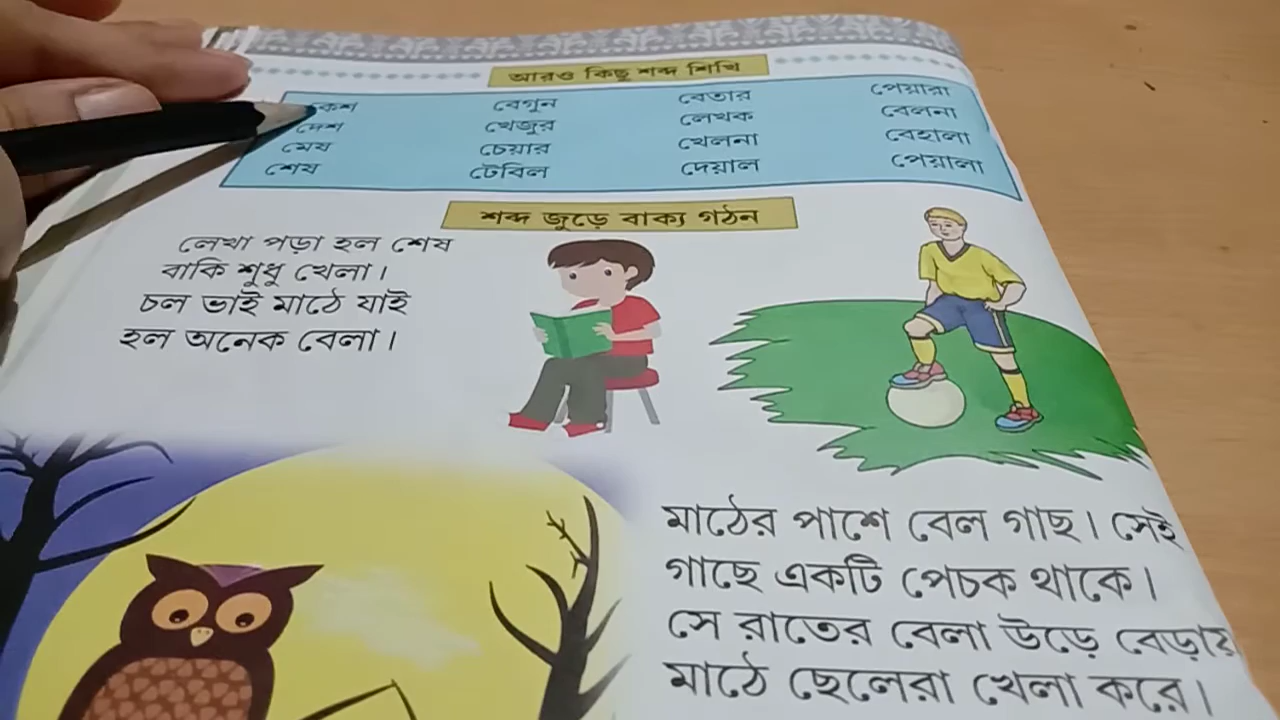 আরও কিছু শব্দ শিখি
বেগুন বেতার পেয়ারা
দেশ খেজুর লেখক বেলনা
মেষ চেয়ার খেলনা বেহালা
শেষ টেবিল দেয়াল পেয়ালা
শব্দ জুড়ে বাক্য গঠন
লেখা পড়া হল শেষ
বাকি শুধু খেলা।
চল ভাই মাঠে যাই
হল অনেক বেলা।
মাঠের পাশে বেল গাছ। সেই
গাছে একটি পেচক থাকে।
সে রাতের বেলা উড়ে বেড়ায়
মাঠে ছেলেরা খেলা করে।